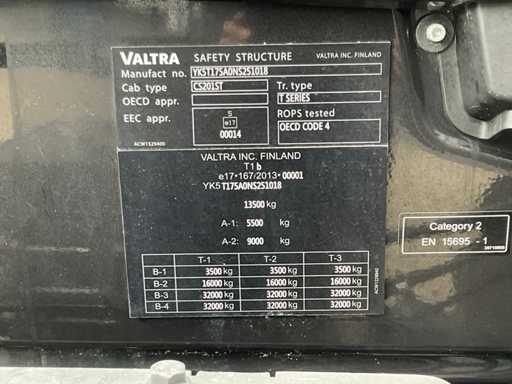 VALTRA SAFETY STRUCTURE VALTRA INC. FINLAND
Manufact no. YK5T175A0NS251018
Cab type CS201ST Tr. type
OECD appr. T SERIES
EEC appr. S e17 00014 ROPS tested
OECD CODE 4
ACW1529400
VALTRA INC. FINLAND
T1b
e17*167/2013*00001
YK5T175A0NS251018
13500 kg
A-1: 5500 kg
A-2: 9000 kg
T-1 T-2 T-3
B-1 3500 kg 3500 kg 3500 kg
B-2 16000 kg 16000 kg 16000 kg
B-3 32000 kg 32000 kg 32000 kg
B-4 32000 kg 32000 kg 32000 kg
Category 2
EN 15695 - 1